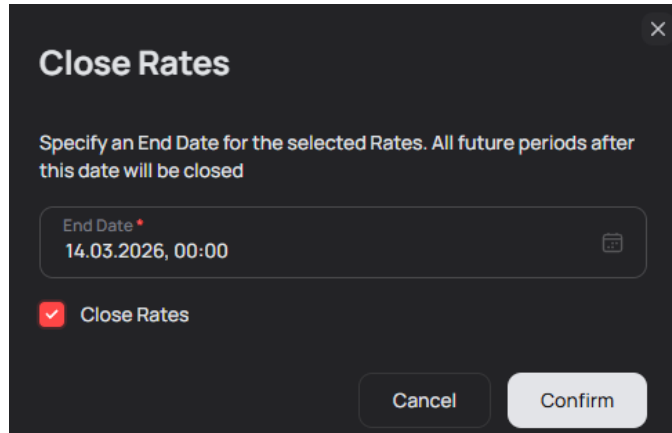 Close Rates
Specify an End Date for the selected Rates. All future periods after
this date will be closed
End Date *
14.03.2026, 00:00
Close Rates
Cancel
Confirm